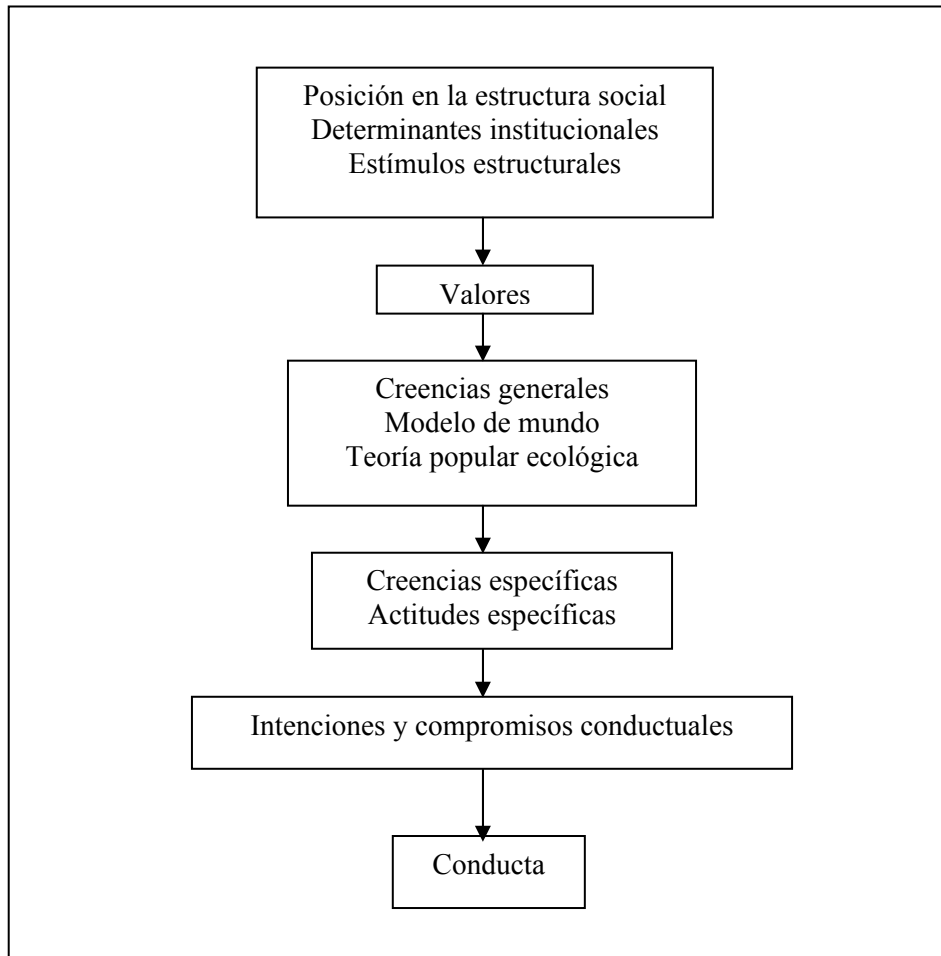 Posición en la estructura social
Determinantes institucionales
Estímulos estructurales
Valores
Creencias generales
Modelo de mundo
Teoría popular ecológica
Creencias específicas
Actitudes específicas
Intenciones y compromisos conductuales
Conducta